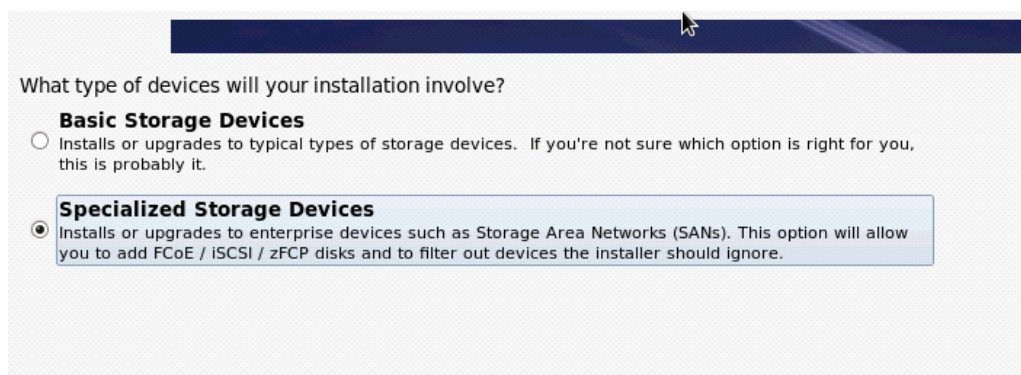 What type of devices will your installation involve?
Basic Storage Devices
Installs or upgrades to typical types of storage devices.  If you're not sure which option is right for you,
this is probably it.
Specialized Storage Devices
Installs or upgrades to enterprise devices such as Storage Area Networks (SANs). This option will allow
you to add FCoE / iSCSI / zFCP disks and to filter out devices the installer should ignore.